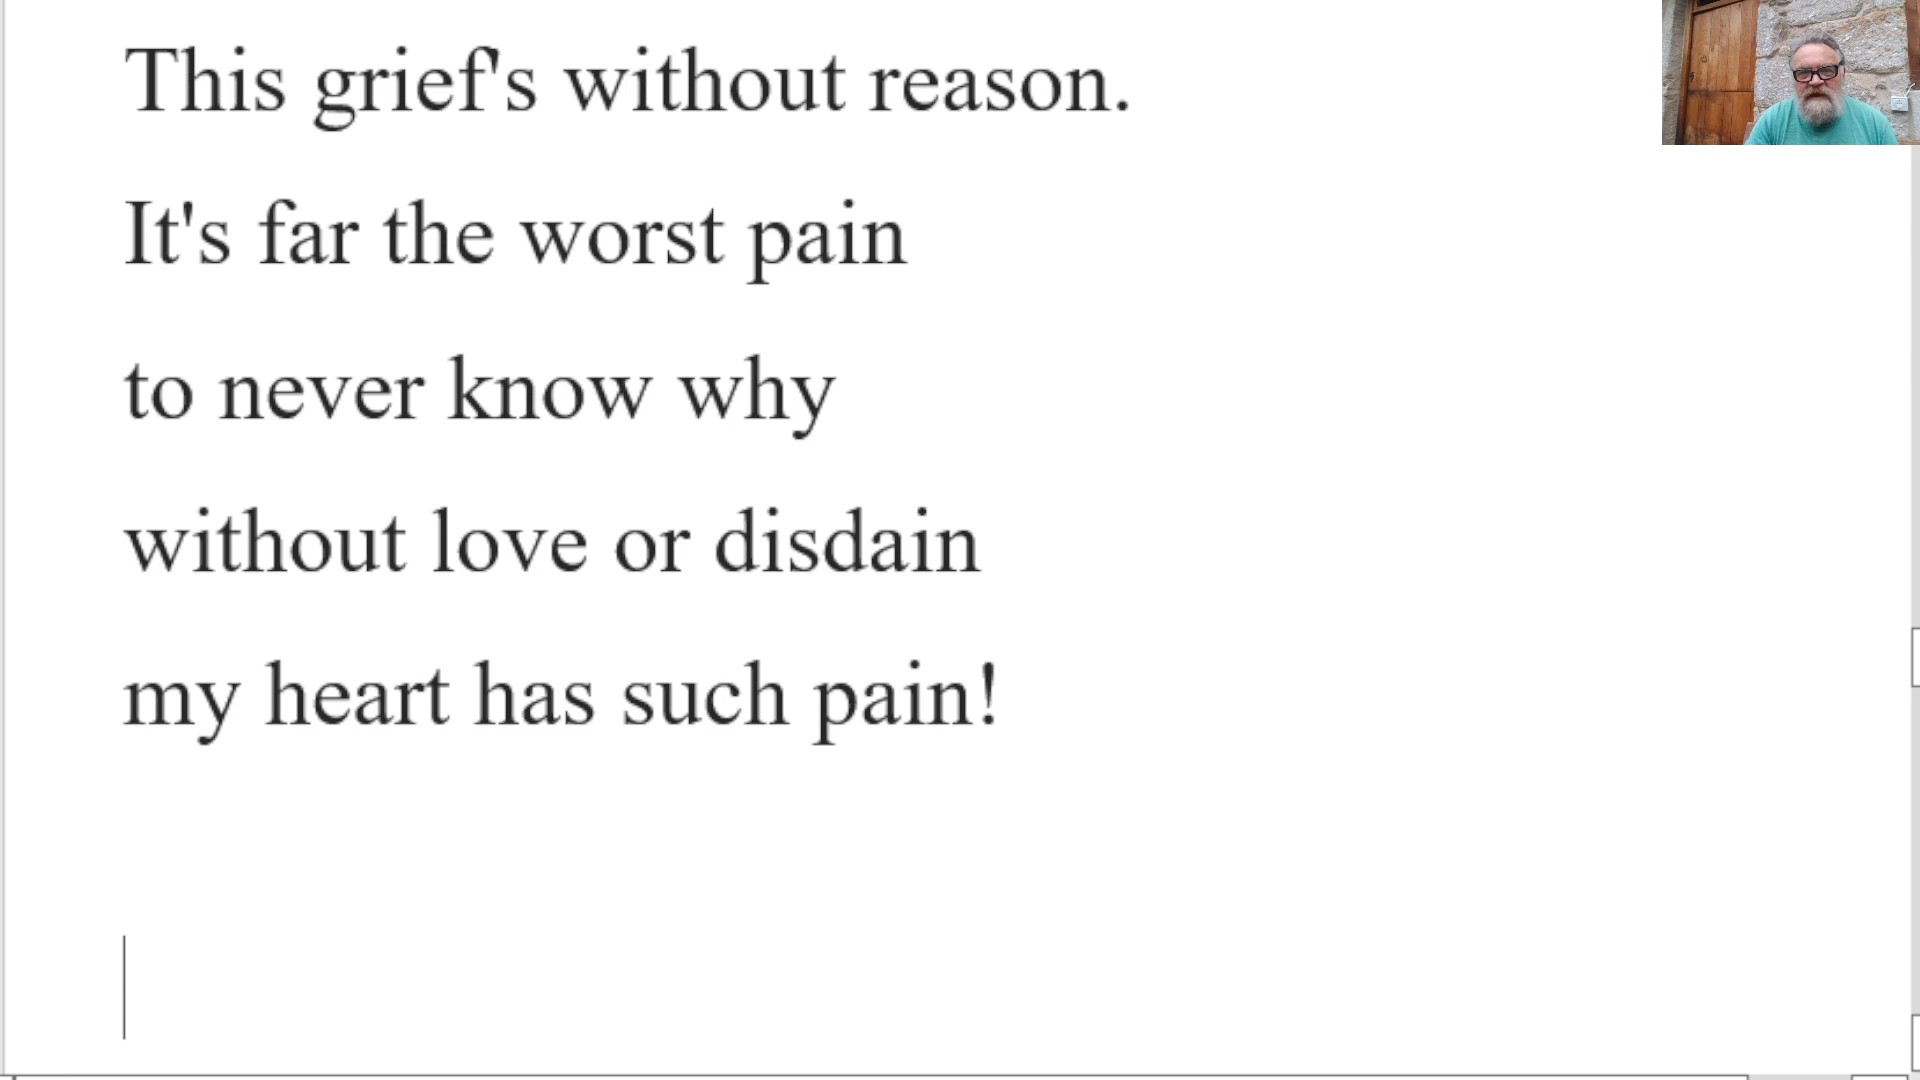 This grief's without reason.
It's far the worst pain
to never know why
without love or disdain
my heart has such pain!